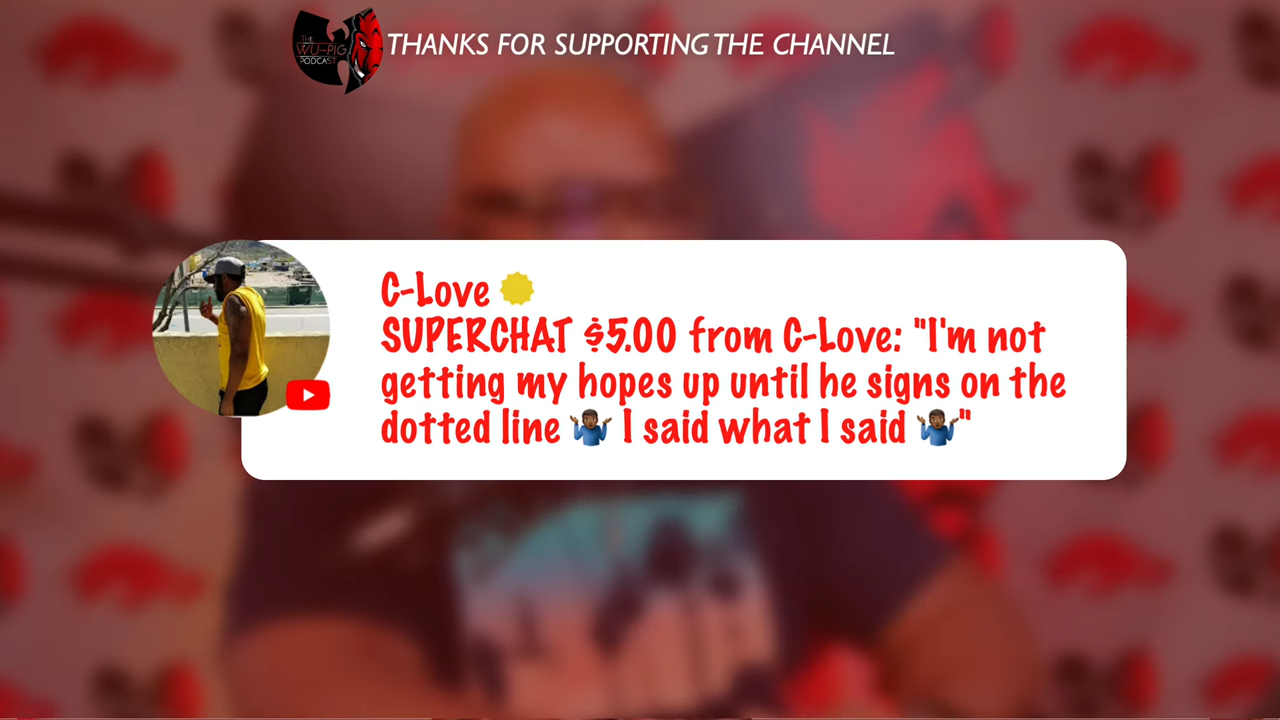 THE
WU-PIG
PODCAST
THANKS FOR SUPPORTING THE CHANNEL
C-Love
SUPERCHAT $5.00 from C-Love: "I'm not
getting my hopes up until he signs on the
dotted line 🤷🏾‍♂️ I said what I said 🤷🏾‍♂️"